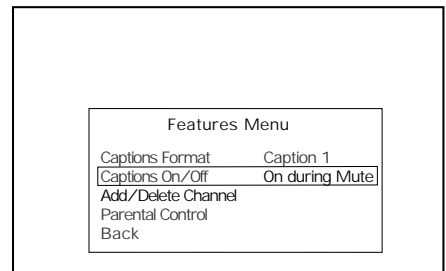 Features Menu
Captions Format Caption 1
Captions On/Off On during Mute
Add/Delete Channel
Parental Control
Back